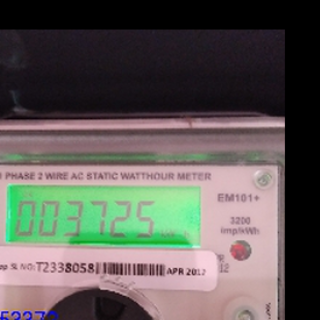 PHASE 2 WIRE AC STATIC WATTHOUR METER
EM101+
003725
3200
imp/kWh
SL NO: T2338058
APR 2012